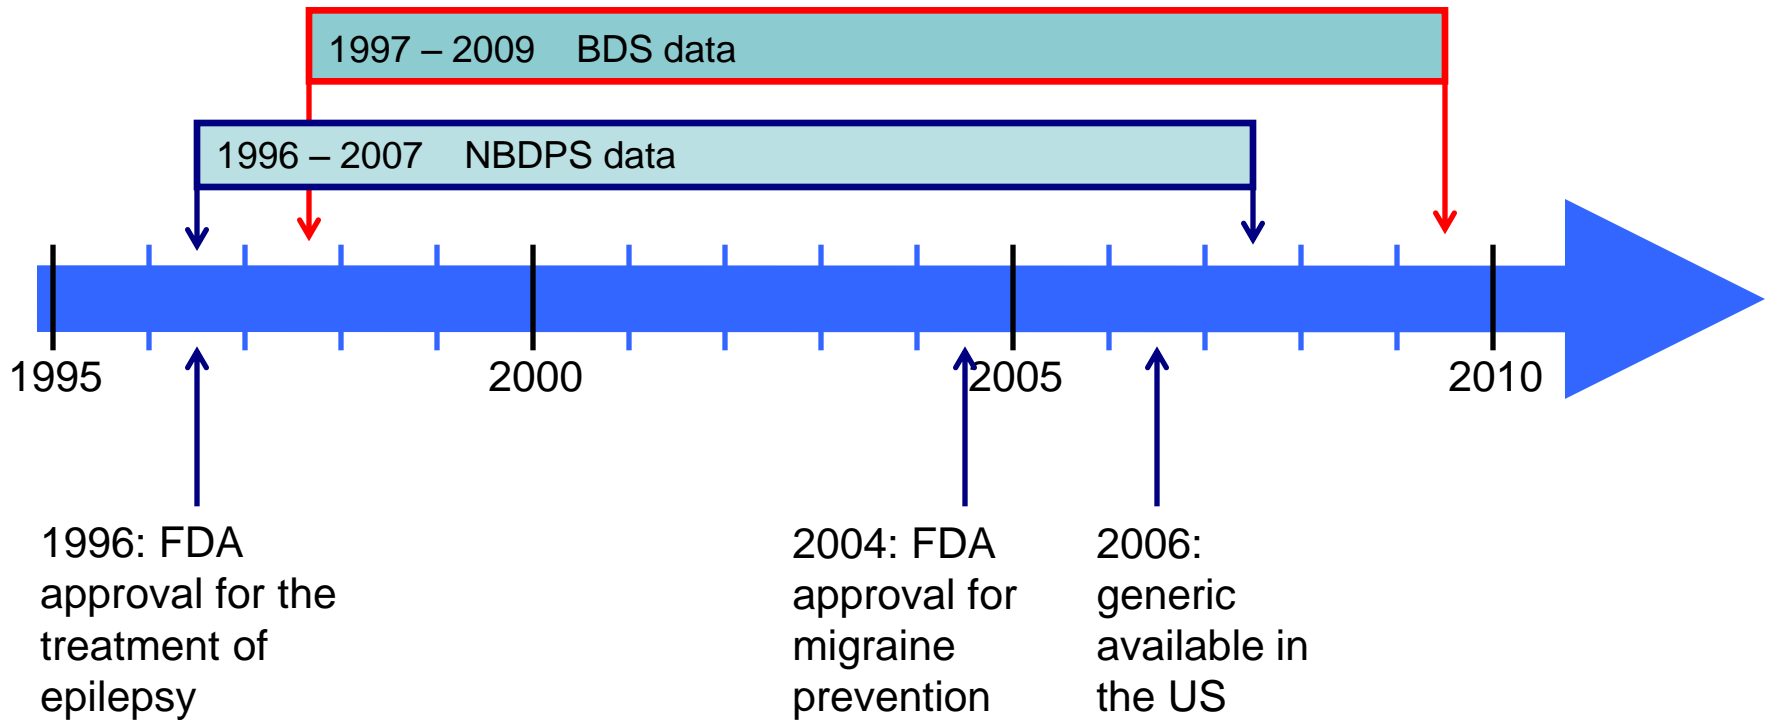 1997 – 2009 BDS data
1996 – 2007 NBDPS data
1995
2000
2005
2010
1996: FDA
approval for the
treatment of
epilepsy
2004: FDA
approval for
migraine
prevention
2006:
generic
available in
the US